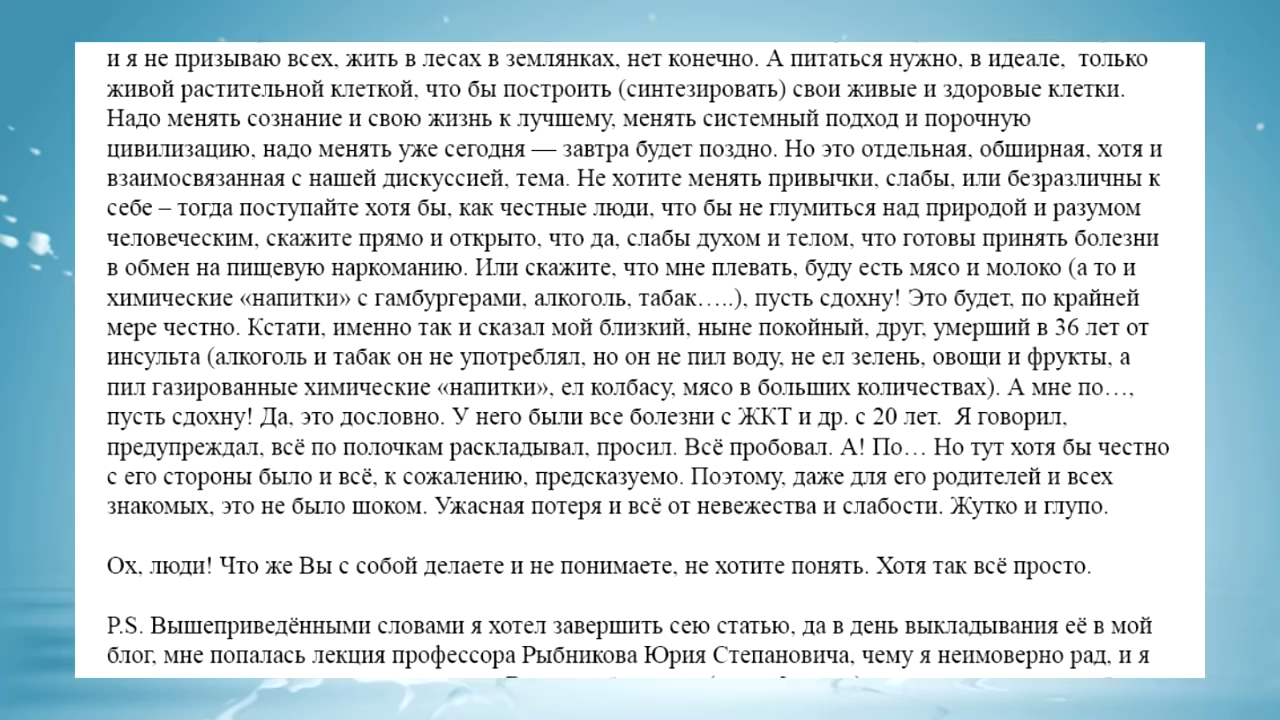 и я не призываю всех, жить в лесах в землянках, нет конечно. А питаться нужно, в идеале,  только
живой растительной клеткой, что бы построить (синтезировать) свои живые и здоровые клетки.
Надо менять сознание и свою жизнь к лучшему, менять системный подход и порочную
цивилизацию, надо менять уже сегодня — завтра будет поздно. Но это отдельная, обширная, хотя и
взаимосвязанная с нашей дискуссией, тема. Не хотите менять привычки, слабы, или безразличны к
себе – тогда поступайте хотя бы, как честные люди, что бы не глумиться над природой и разумом
человеческим, скажите прямо и открыто, что да, слабы духом и телом, что готовы принять болезни
в обмен на пищевую наркоманию. Или скажите, что мне плевать, буду есть мясо и молоко (а то и
химические «напитки» с гамбургерами, алкоголь, табак…..), пусть сдохну! Это будет, по крайней
мере честно. Кстати, именно так и сказал мой близкий, ныне покойный, друг, умерший в 36 лет от
инсульта (алкоголь и табак он не употреблял, но он не пил воду, не ел зелень, овощи и фрукты, а
пил газированные химические «напитки», ел колбасу, мясо в больших количествах). А мне по…,
пусть сдохну! Да, это дословно. У него были все болезни с ЖКТ и др. с 20 лет.  Я говорил,
предупреждал, всё по полочкам раскладывал, просил. Всё пробовал. А! По… Но тут хотя бы честно
с его стороны было и всё, к сожалению, предсказуемо. Поэтому, даже для его родителей и всех
знакомых, это не было шоком. Ужасная потеря и всё от невежества и слабости. Жутко и глупо.
Ох, люди! Что же Вы с собой делаете и не понимаете, не хотите понять. Хотя так всё просто.
P.S. Вышеприведёнными словами я хотел завершить сею статью, да в день выкладывания её в мой
блог, мне попалась лекция профессора Рыбникова Юрия Степановича, чему я неимоверно рад, и я